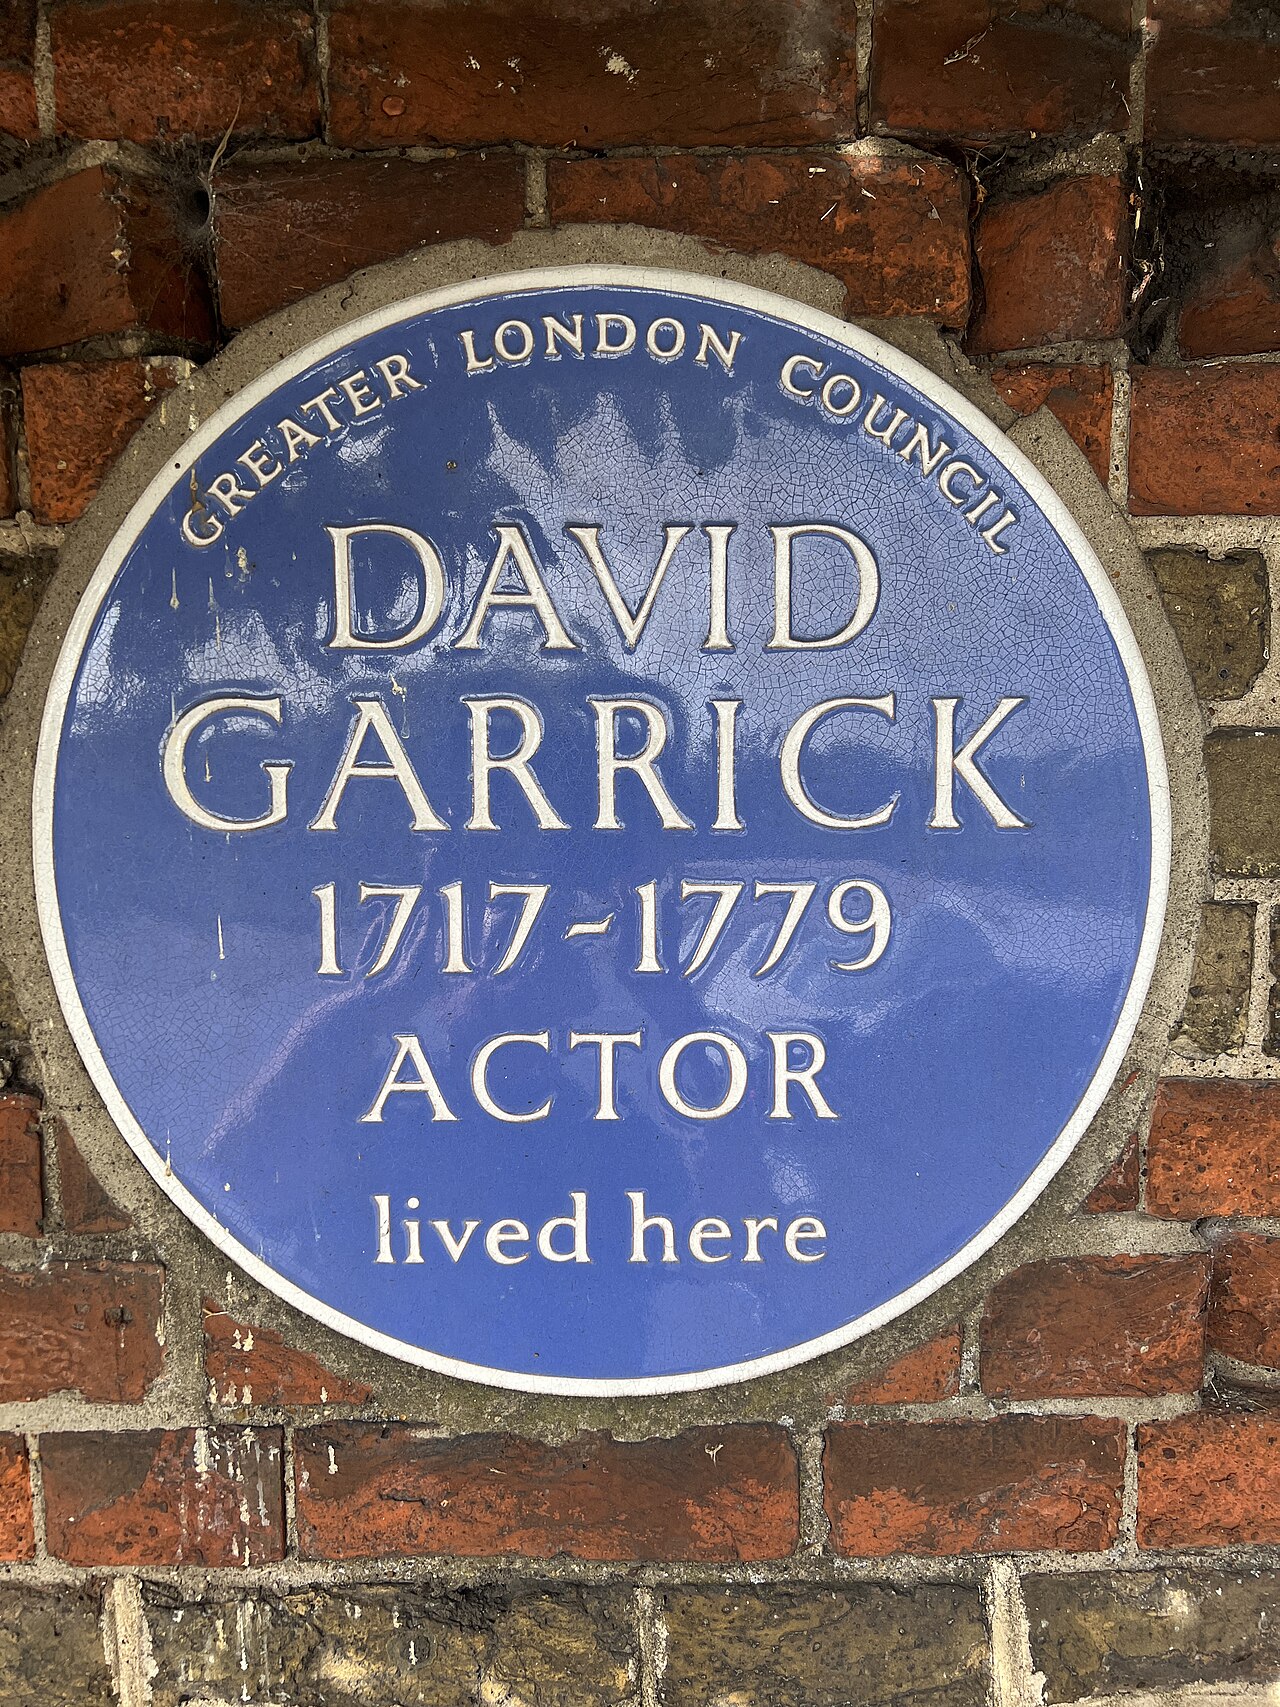 GREATER LONDON COUNCIL
DAVID
GARRICK
1717-1779
ACTOR
lived here